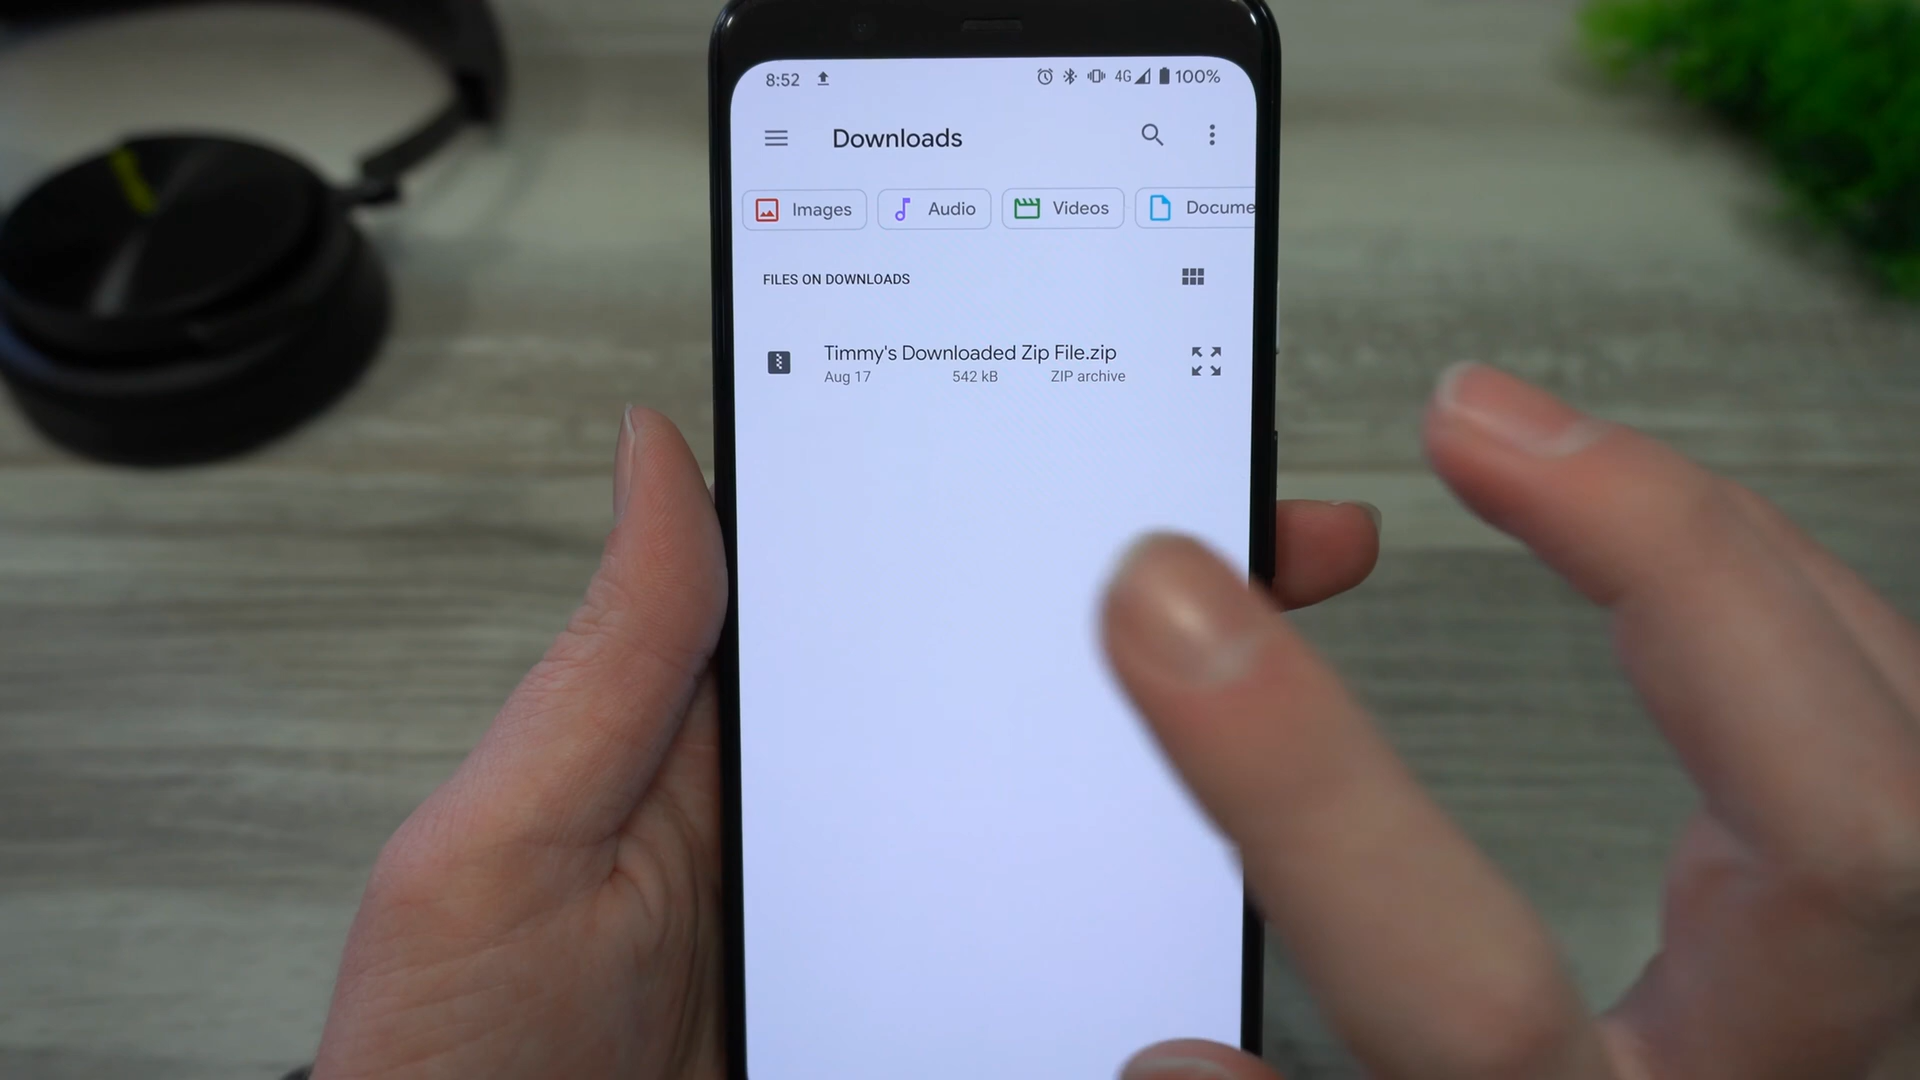 8:52 4G 100%
Downloads
Images Audio Videos Docume
FILES ON DOWNLOADS
Timmy's Downloaded Zip File.zip
Aug 17 542 kB ZIP archive